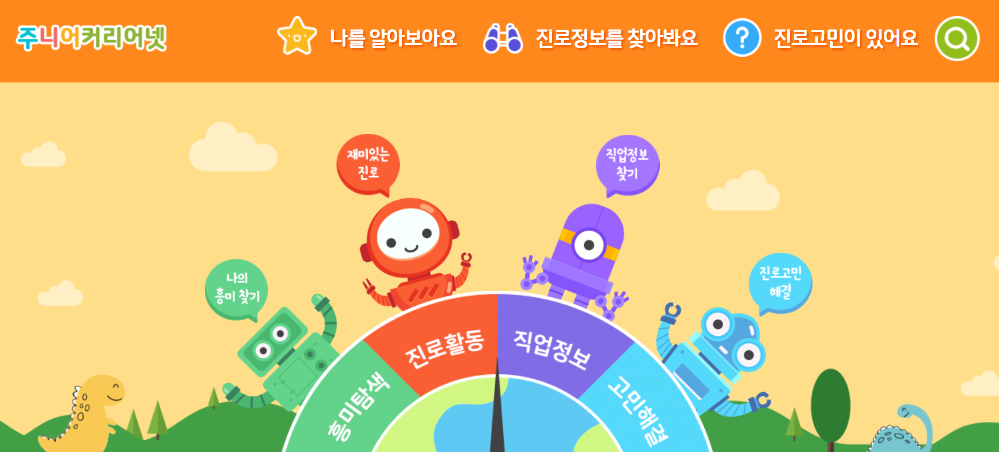 주니어커리어넷
나를 알아보아요
진로정보를 찾아봐요
?
진로고민이 있어요
재미있는
진로
직업정보
찾기
나의
흥미 찾기
진로고민
해결
흥미탐색
진로활동
직업정보
고민해결